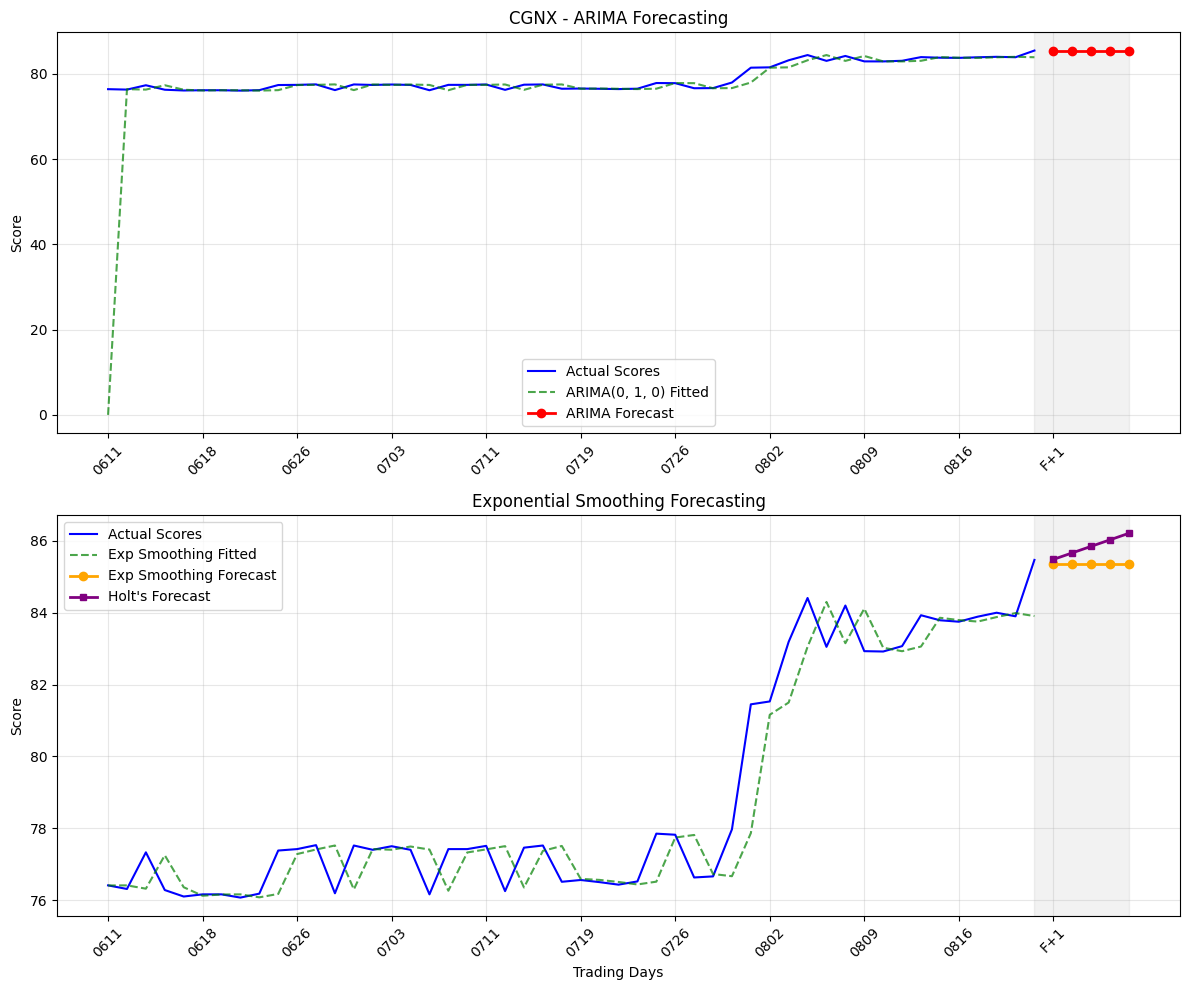 CGNX - ARIMA Forecasting
Score
80
60
40
20
0
Actual Scores
ARIMA(0, 1, 0) Fitted
ARIMA Forecast
0611 0618 0626 0703 0711 0719 0726 0802 0809 0816 F+1
Exponential Smoothing Forecasting
Score
86
84
82
80
78
76
Actual Scores
Exp Smoothing Fitted
Exp Smoothing Forecast
Holt's Forecast
0611 0618 0626 0703 0711 0719 0726 0802 0809 0816 F+1
Trading Days